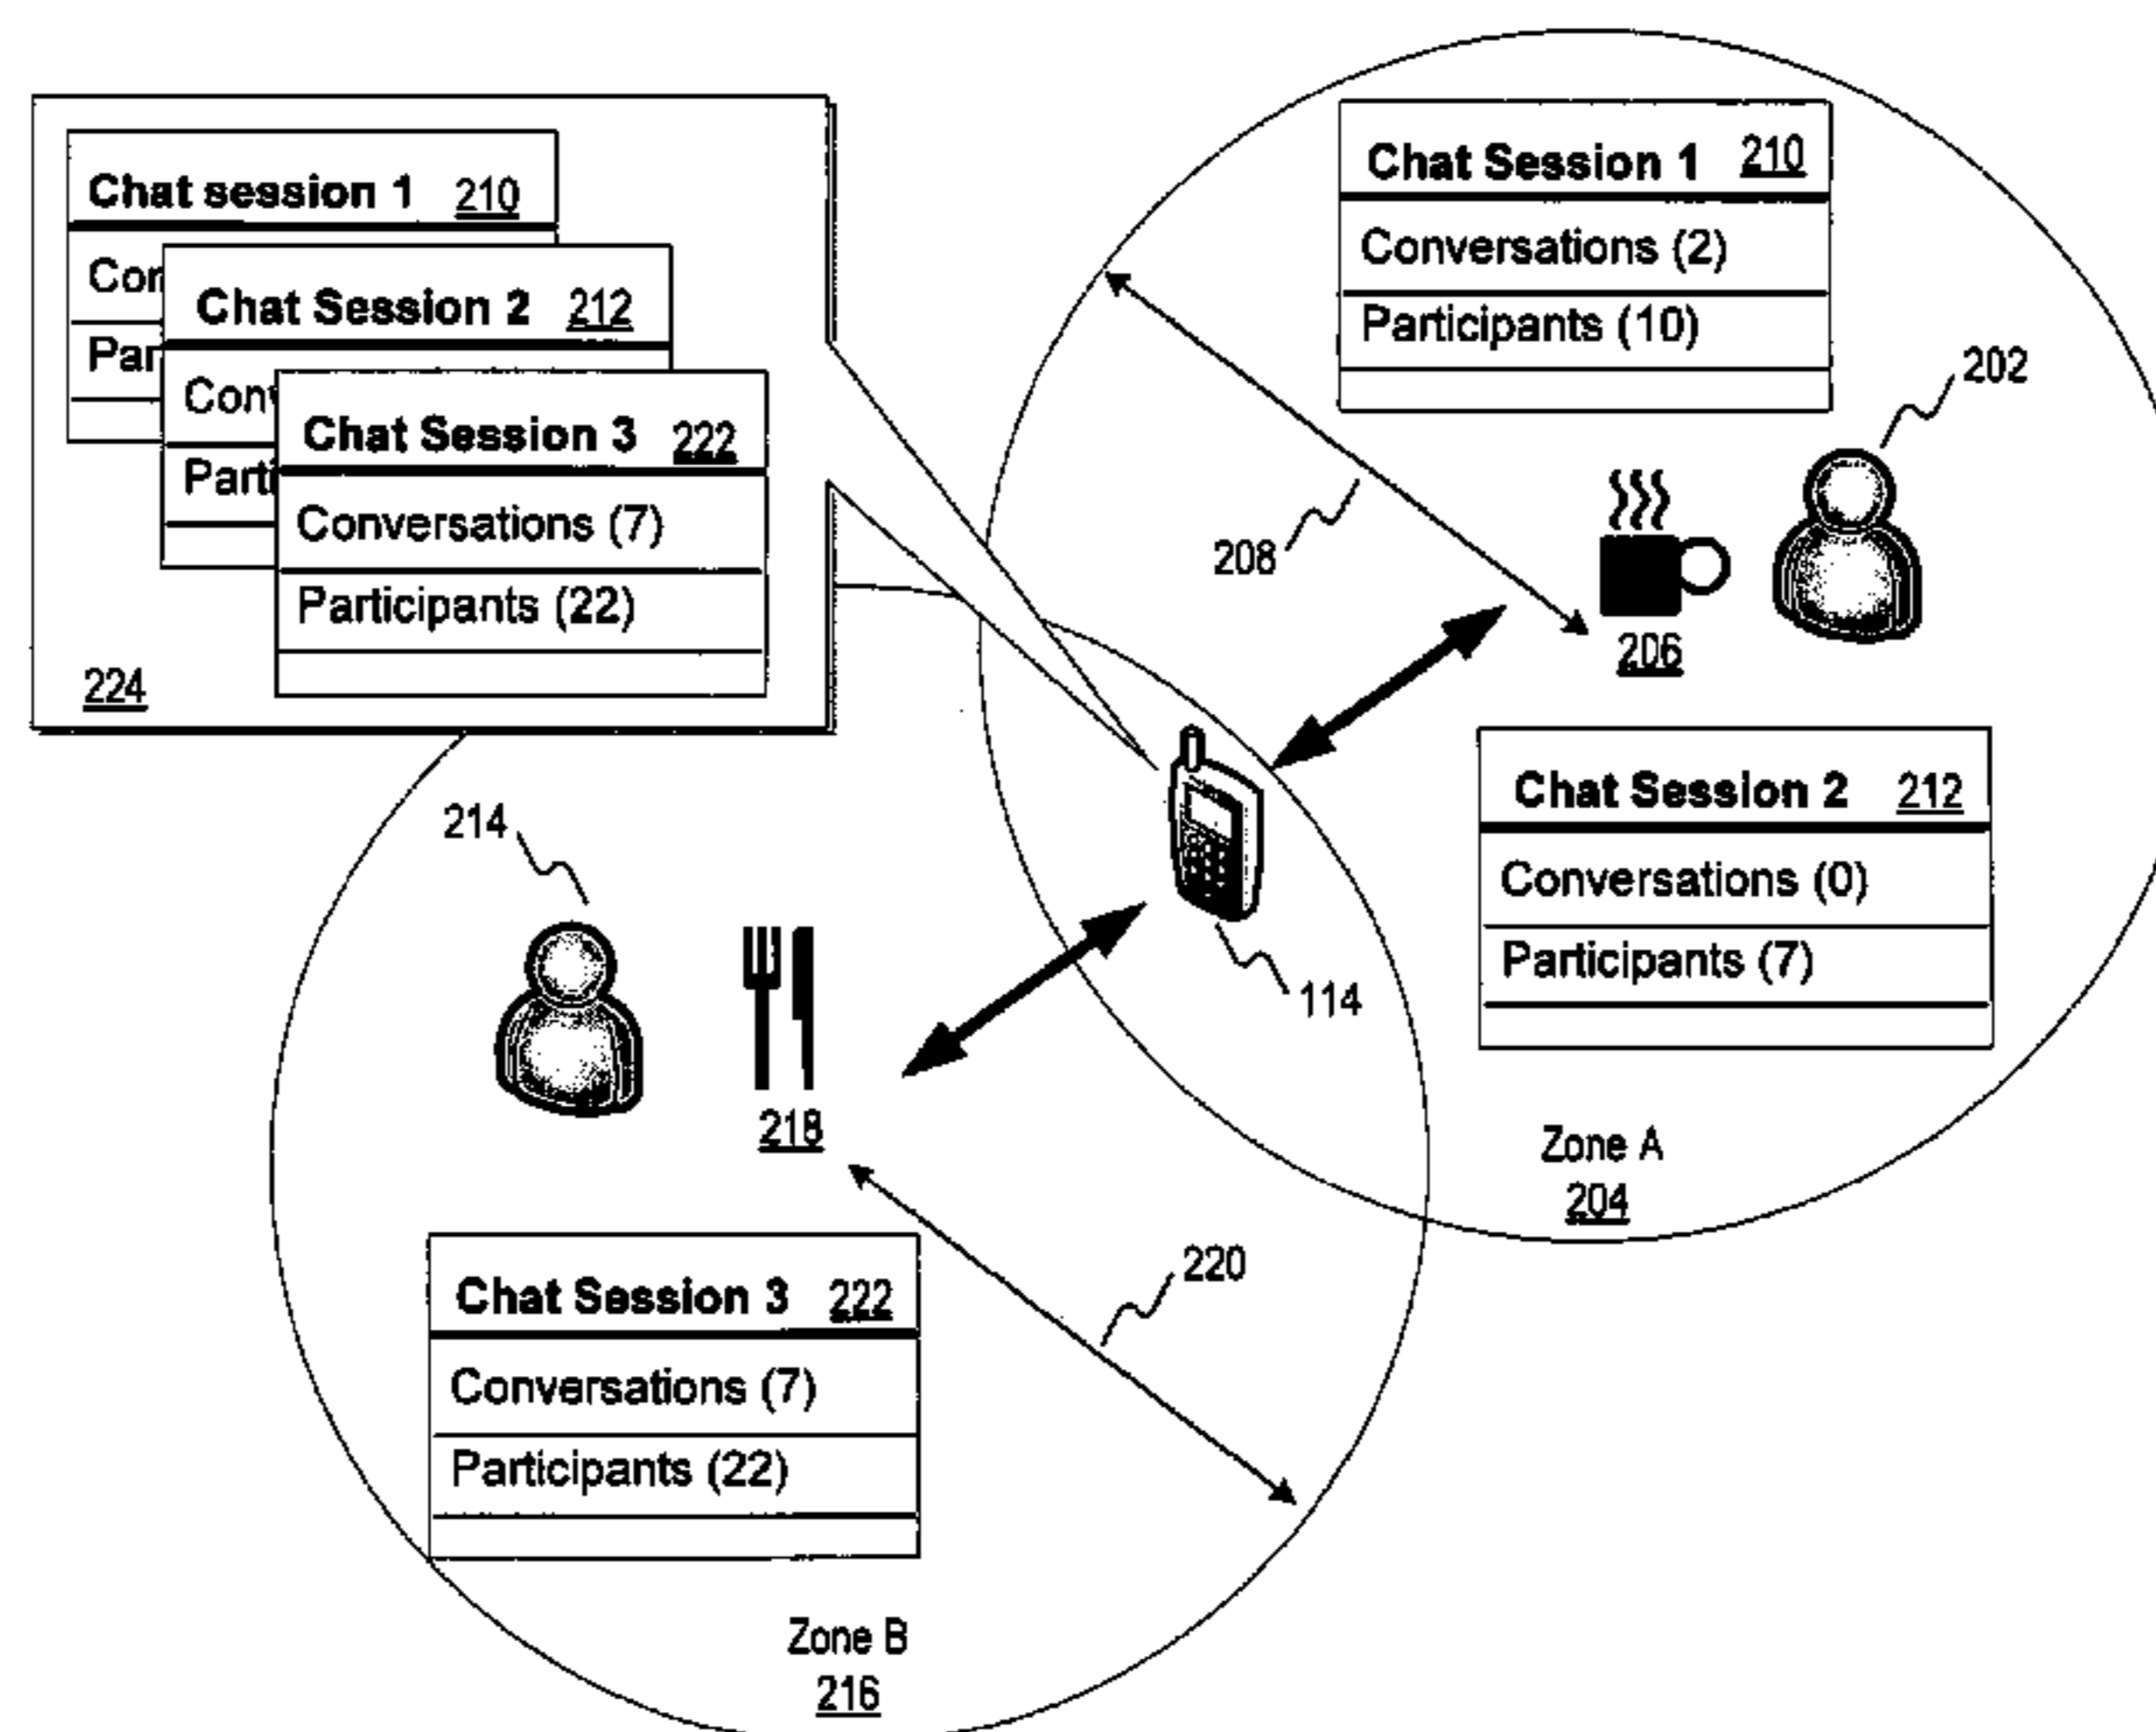 Chat session 1 210
Con
Par
Chat Session 2 212
Con
Parti
Chat Session 3 222
Conversations (7)
Participants (22)
224
Chat Session 1 210
Conversations (2)
Participants (10)
202
208
206
Chat Session 2 212
Conversations (0)
Participants (7)
114
214
218
Zone A
204
220
Chat Session 3 222
Conversations (7)
Participants (22)
Zone B
216